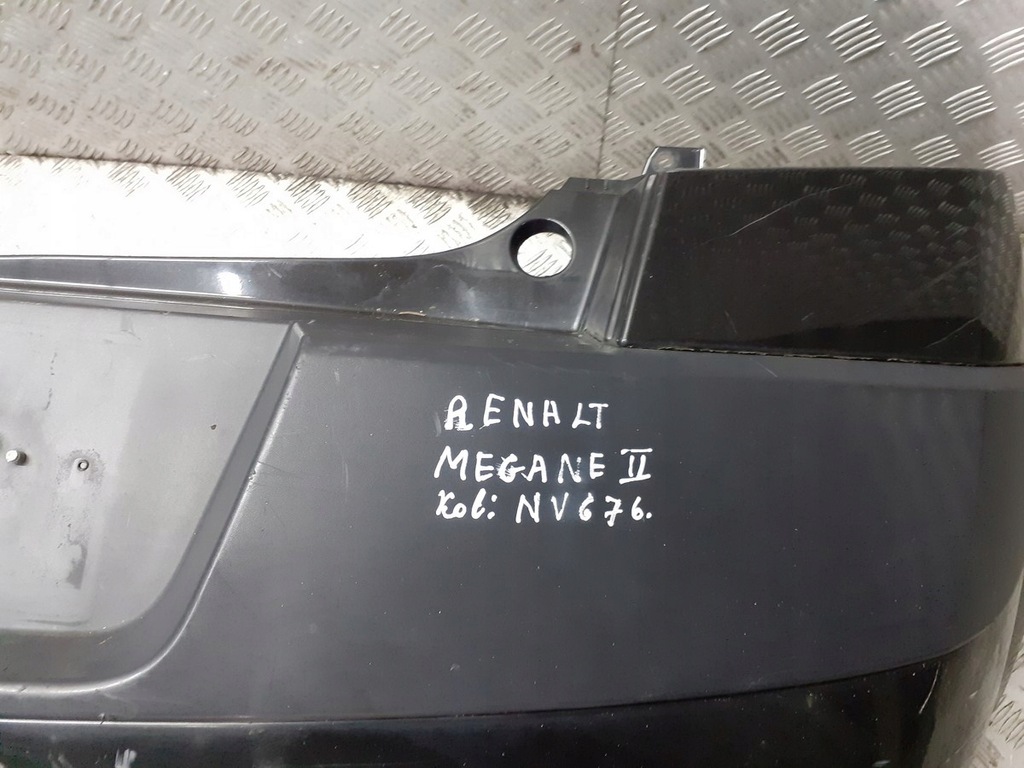 RENALT
MEGANE II
Kol: NV676.